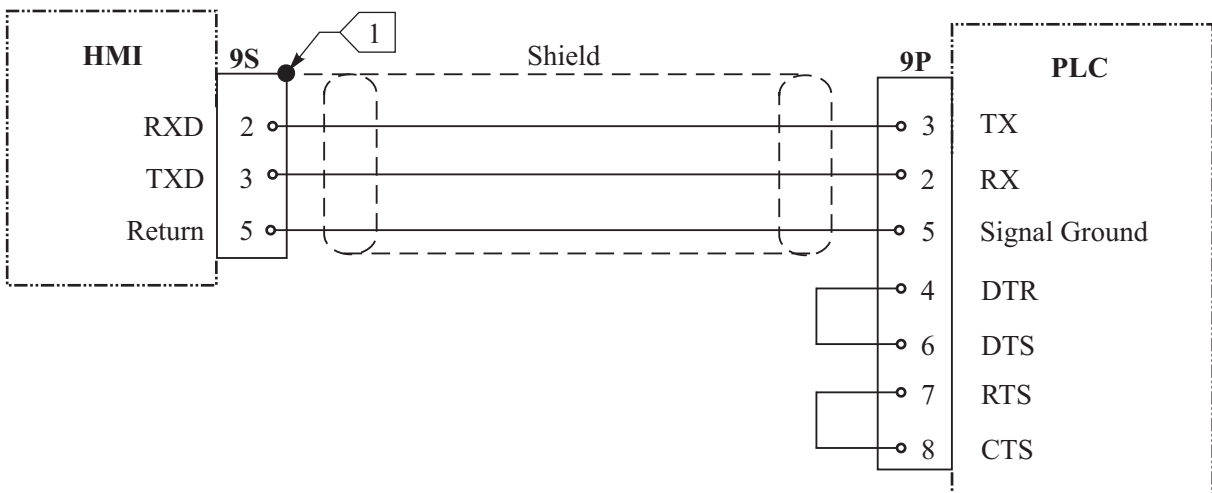 1
HMI 9S Shield 9P PLC
RXD 2 3 TX
TXD 3 2 RX
Return 5 5 Signal Ground
4 DTR
6 DTS
7 RTS
8 CTS